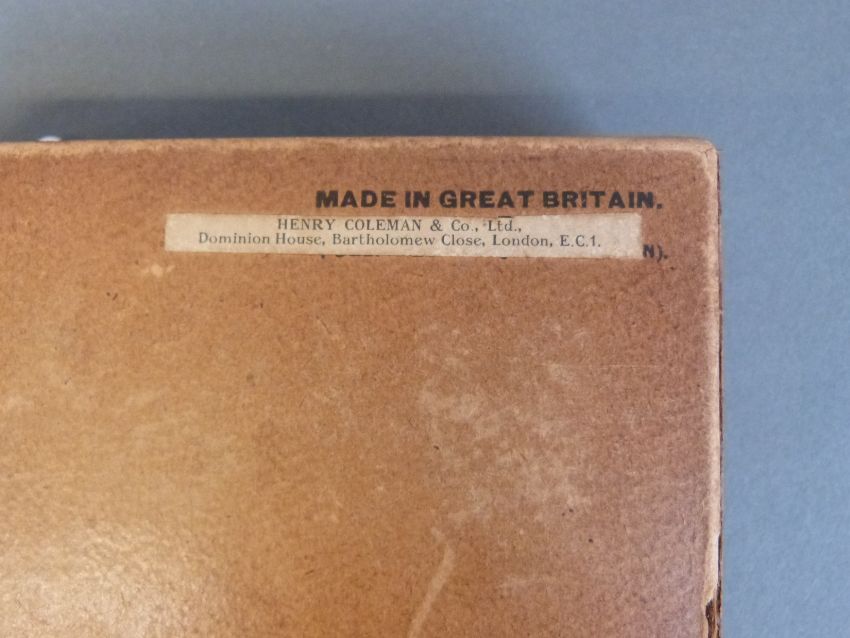 MADE IN GREAT BRITAIN.
HENRY COLEMAN & Co., Ltd.,
Dominion House, Bartholomew Close, London, E.C.1.
N).